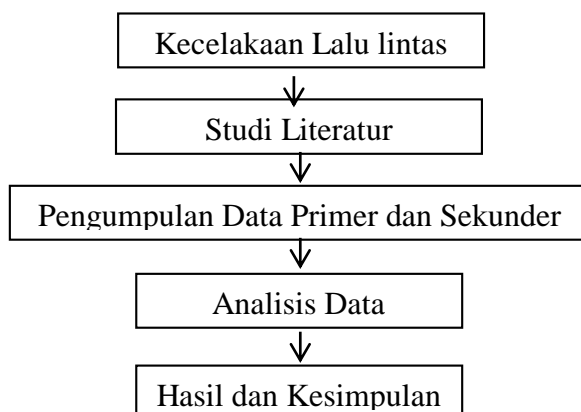 Kecelakaan Lalu lintas
Studi Literatur
Pengumpulan Data Primer dan Sekunder
Analisis Data
Hasil dan Kesimpulan